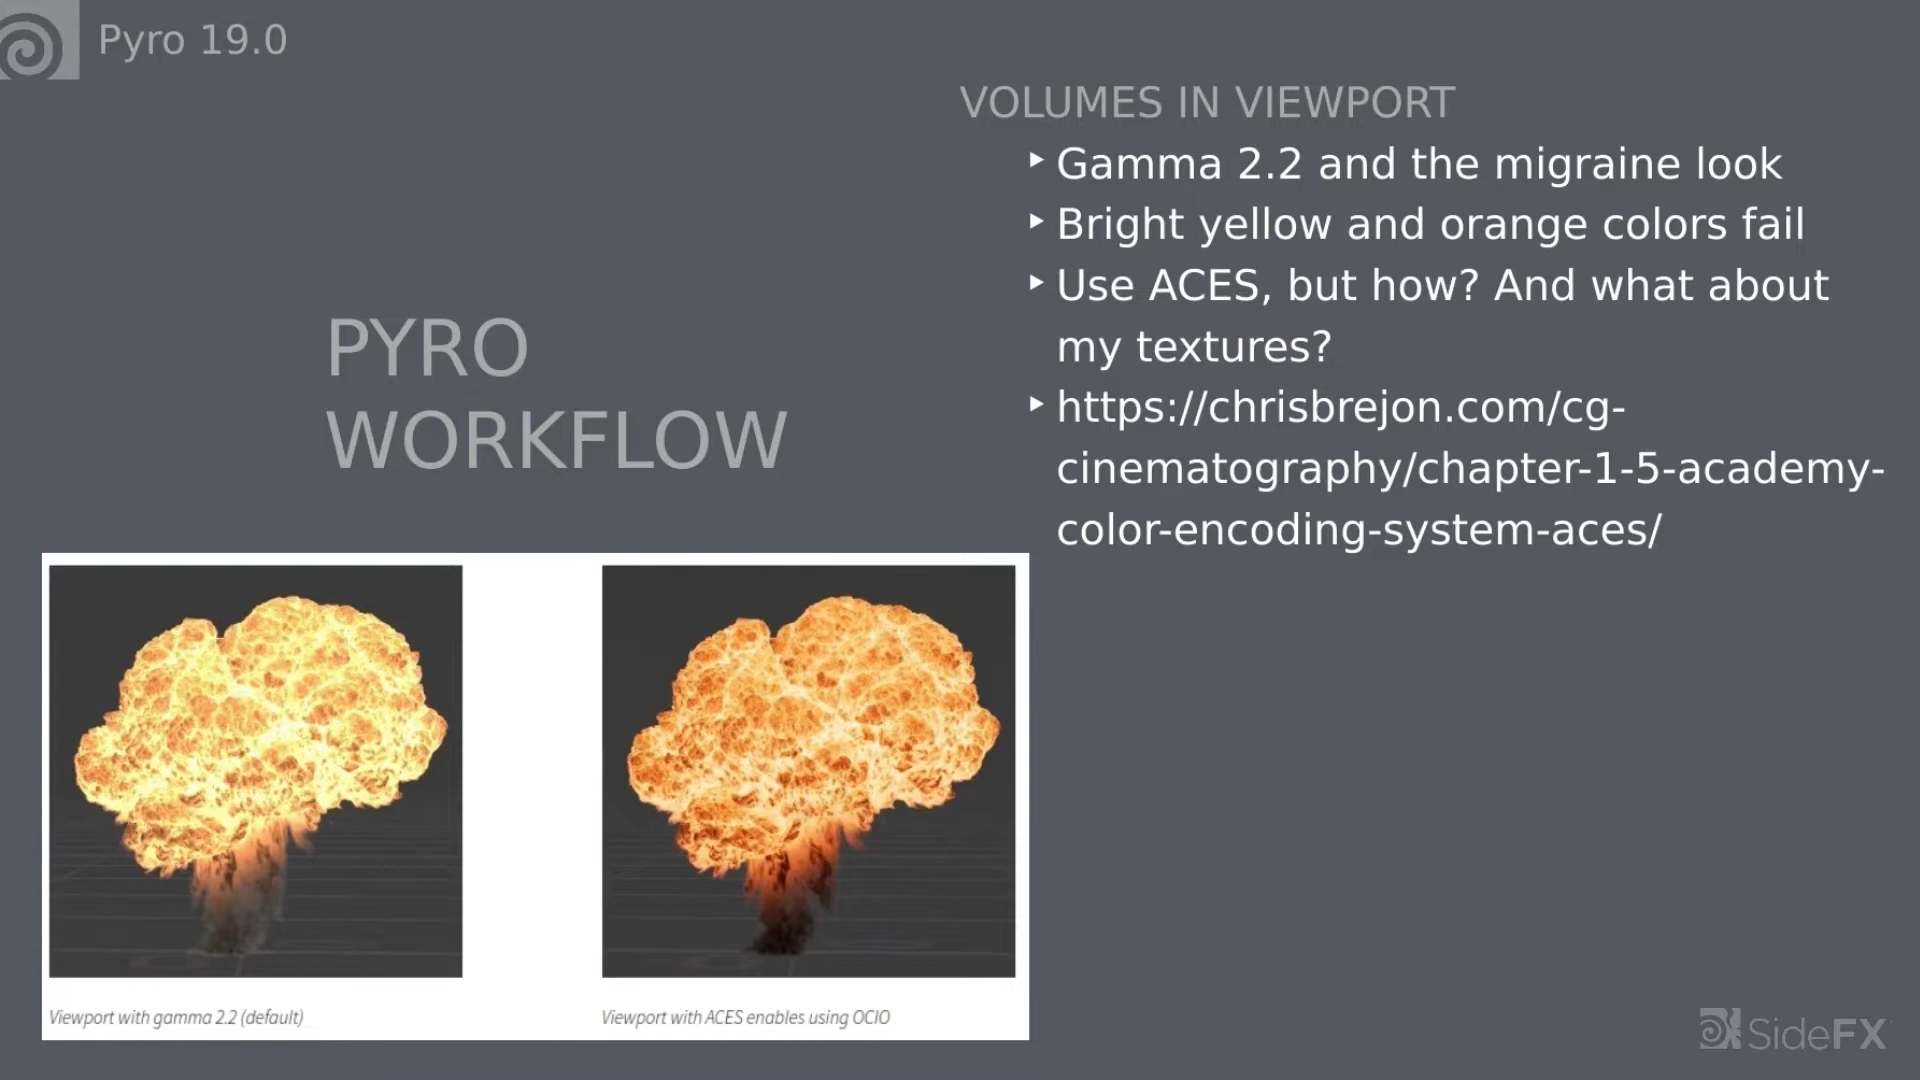 Pyro 19.0
VOLUMES IN VIEWPORT
‣ Gamma 2.2 and the migraine look
‣ Bright yellow and orange colors fail
‣ Use ACES, but how? And what about
my textures?
‣ https://chrisbrejon.com/cg-
cinematography/chapter-1-5-academy-
color-encoding-system-aces/
PYRO
WORKFLOW
Viewport with gamma 2.2 (default)
Viewport with ACES enables using OCIO
SideFX